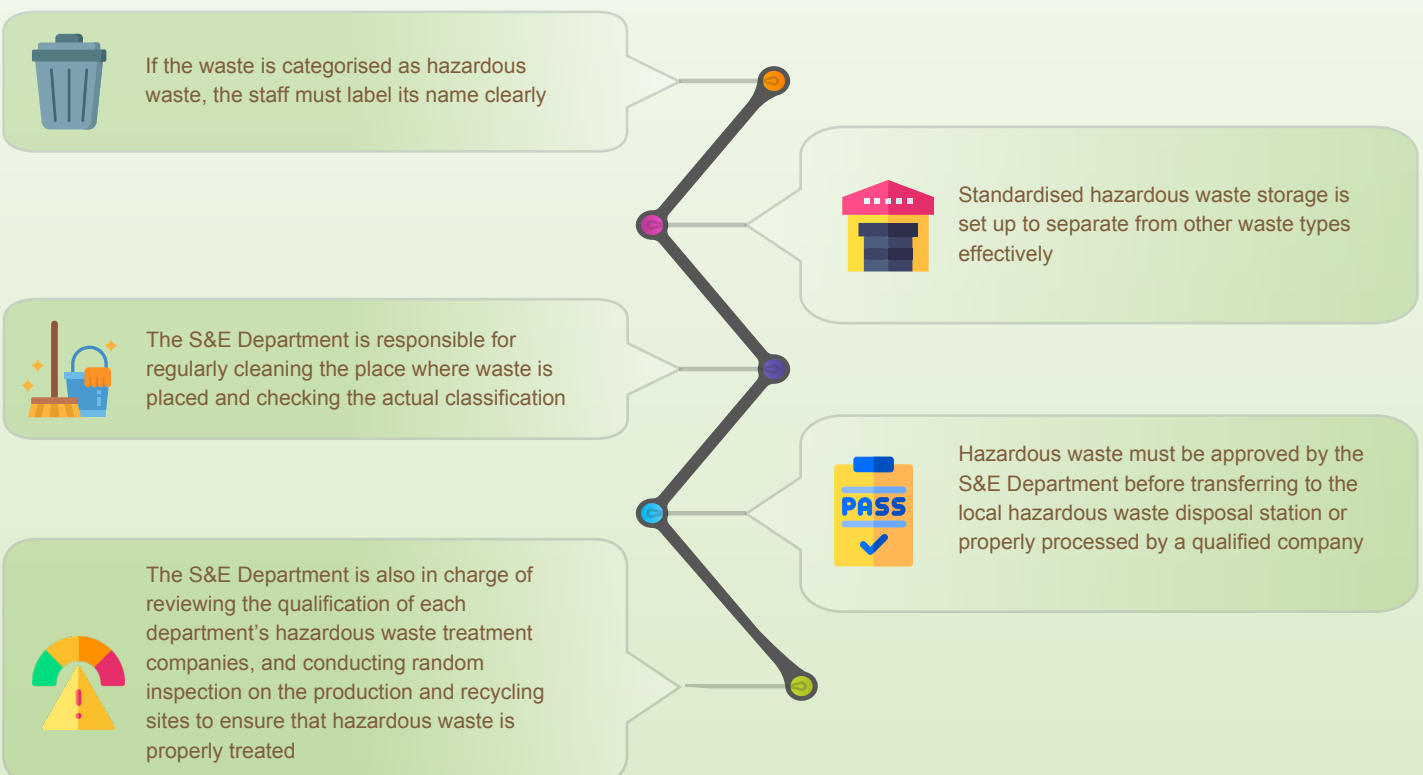 If the waste is categorised as hazardous
waste, the staff must label its name clearly
Standardised hazardous waste storage is
set up to separate from other waste types
effectively
The S&E Department is responsible for
regularly cleaning the place where waste is
placed and checking the actual classification
Hazardous waste must be approved by the
S&E Department before transferring to the
local hazardous waste disposal station or
properly processed by a qualified company
PASS
The S&E Department is also in charge of
reviewing the qualification of each
department’s hazardous waste treatment
companies, and conducting random
inspection on the production and recycling
sites to ensure that hazardous waste is
properly treated